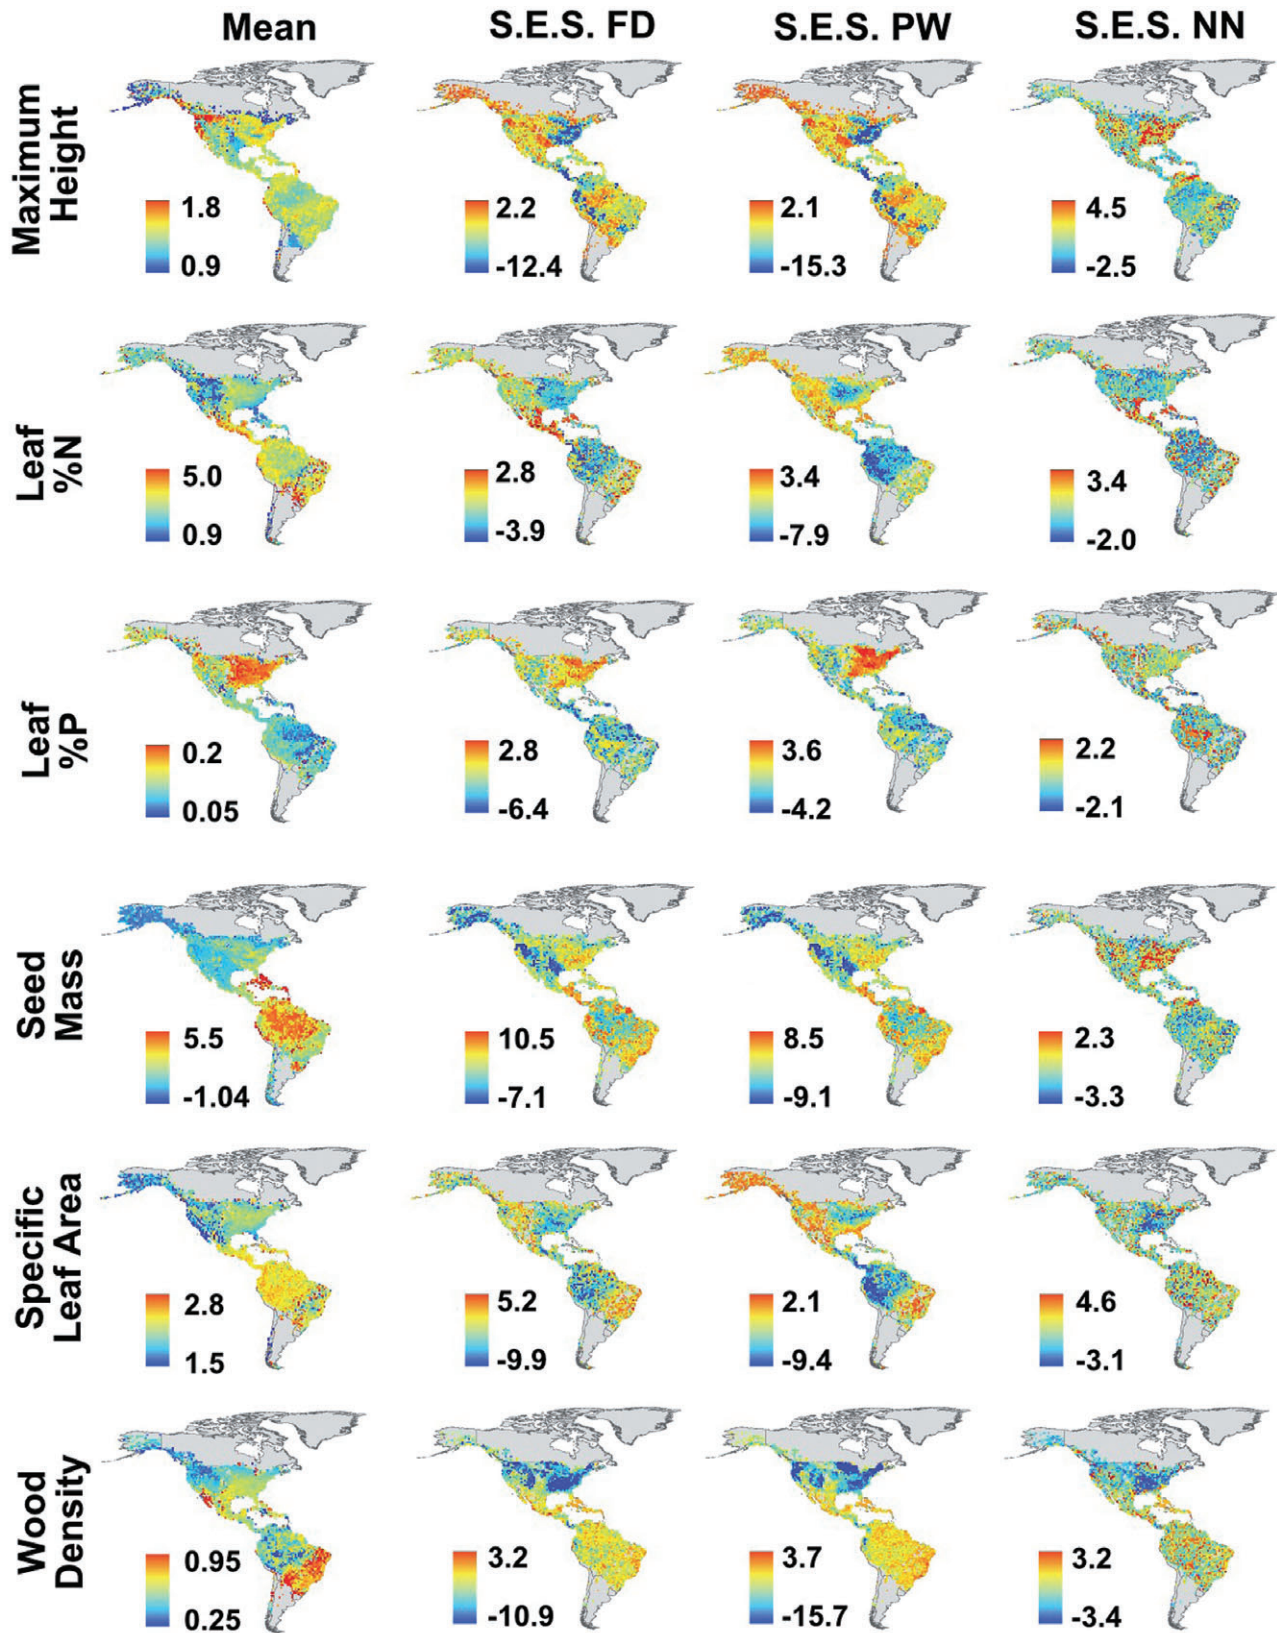 Mean S.E.S. FD S.E.S. PW S.E.S. NN
Maximum
Height
1.8 2.2 2.1 4.5
0.9 -12.4 -15.3 -2.5
Leaf
%N
5.0 2.8 3.4 3.4
0.9 -3.9 -7.9 -2.0
Leaf
%P
0.2 2.8 3.6 2.2
0.05 -6.4 -4.2 -2.1
Seed
Mass
5.5 10.5 8.5 2.3
-1.04 -7.1 -9.1 -3.3
Specific
Leaf Area
2.8 5.2 2.1 4.6
1.5 -9.9 -9.4 -3.1
Wood
Density
0.95 3.2 3.7 3.2
0.25 -10.9 -15.7 -3.4